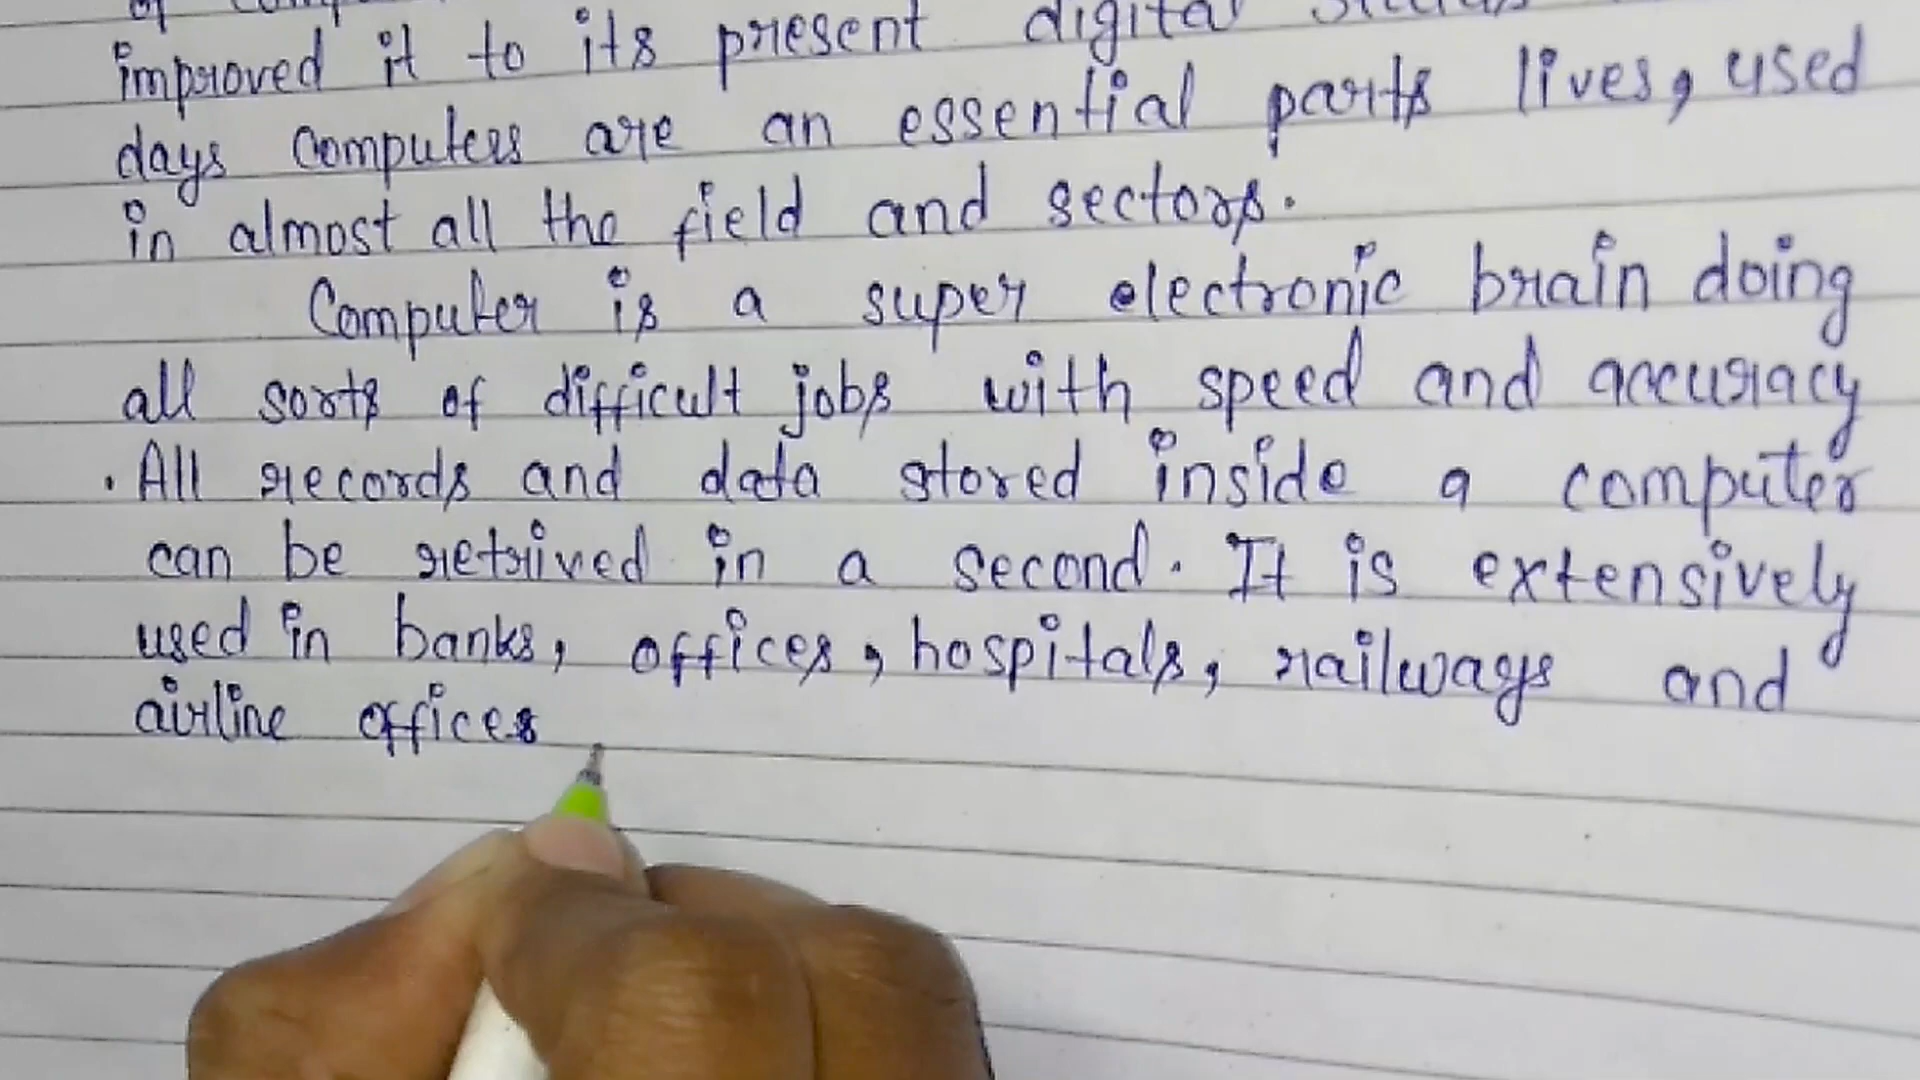 of
improved it to its present digital
days computers are an essential parts lives, used
in almost all the field and sectors.
Computer is a super electronic brain doing
all sorts of difficult jobs with speed and accuracy
. All records and data stored inside a computer
can be retrived in a second. It is extensively
used in banks, offices, hospitals, railways and
airline offices